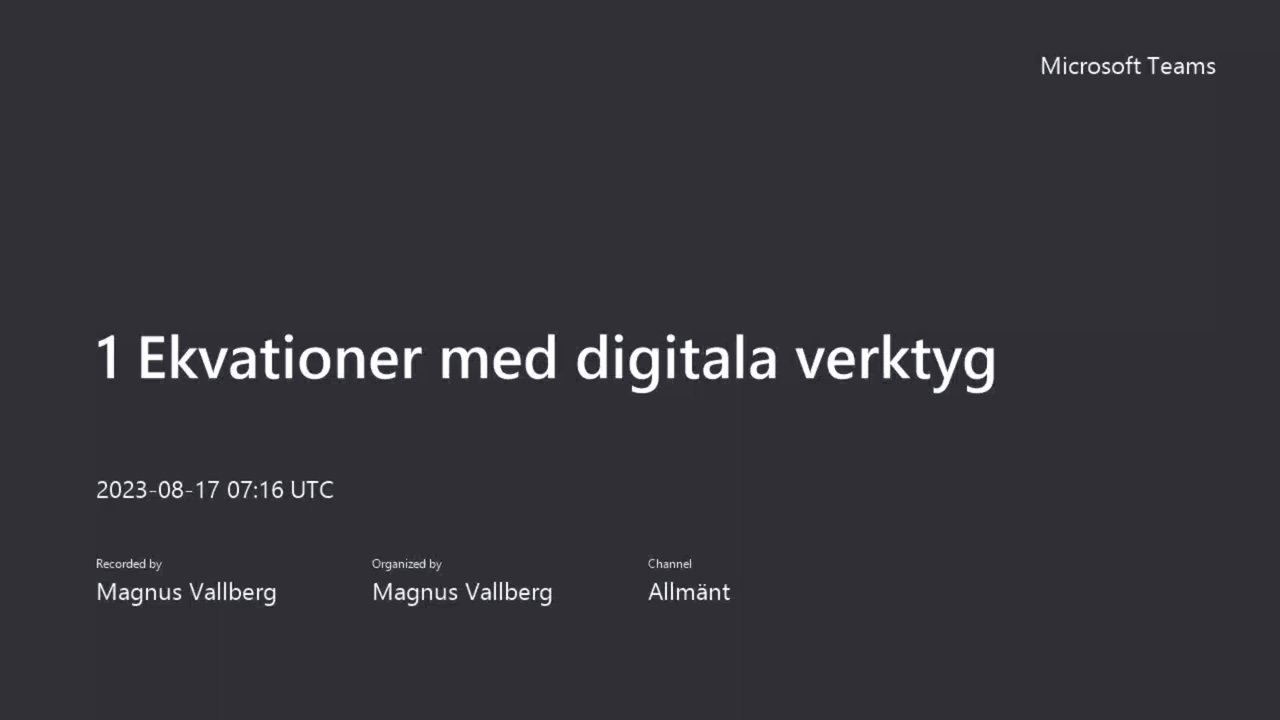 Microsoft Teams
1 Ekvationer med digitala verktyg
2023-08-17 07:16 UTC
Recorded by
Magnus Vallberg
Organized by
Magnus Vallberg
Channel
Allmänt